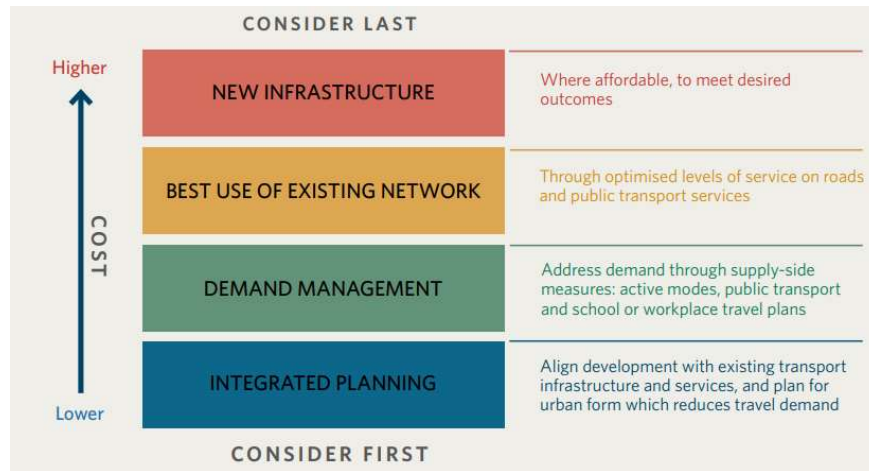 CONSIDER LAST
Higher
NEW INFRASTRUCTURE
Where affordable, to meet desired
outcomes
BEST USE OF EXISTING NETWORK
Through optimised levels of service on roads
and public transport services
COST
DEMAND MANAGEMENT
Address demand through supply-side
measures: active modes, public transport
and school or workplace travel plans
INTEGRATED PLANNING
Align development with existing transport
infrastructure and services, and plan for
urban form which reduces travel demand
Lower
CONSIDER FIRST